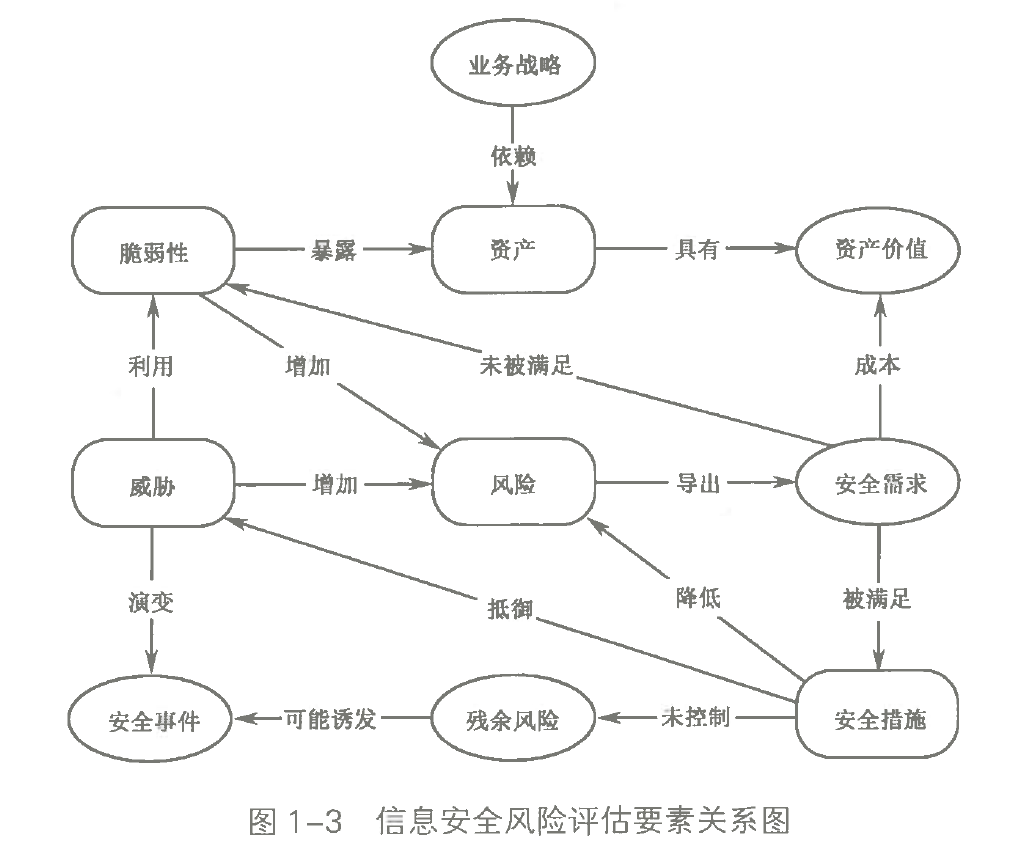 业务战略
依赖
脆弱性
暴露
资产
具有
资产价值
利用
增加
未被满足
成本
威胁
增加
风险
导出
安全需求
演变
抵御
降低
被满足
安全事件
可能诱发
残余风险
未控制
安全措施
图 1-3 信息安全风险评估要素关系图